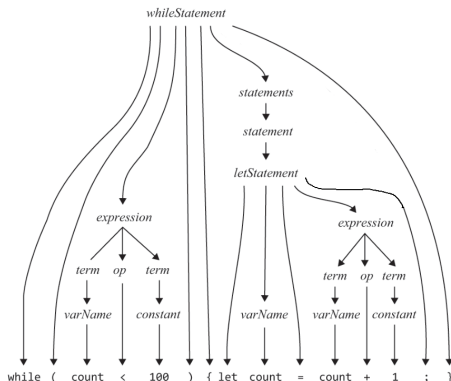 whileStatement
statements
statement
letStatement
expression
expression
term op term
term op term
varName constant
varName
varName constant
while ( count < 100 ) { let count = count + 1 : }